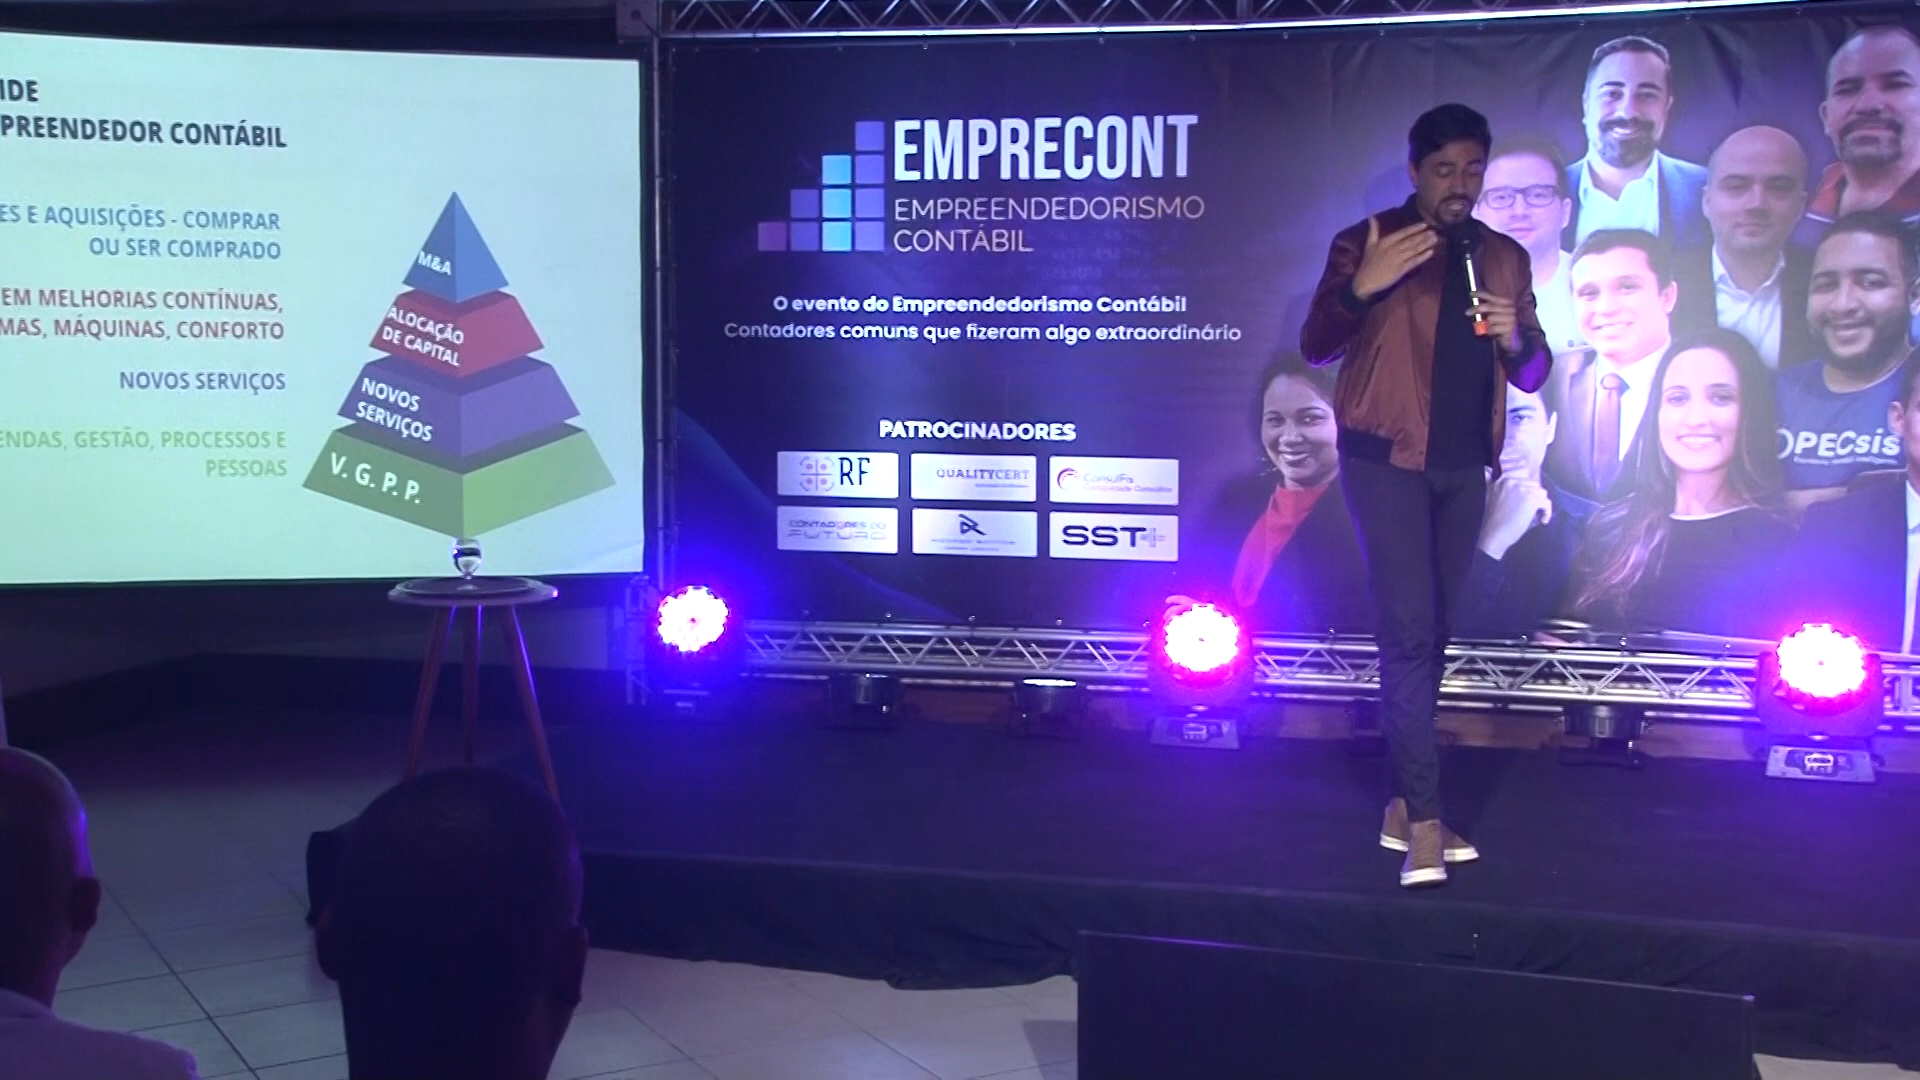 IDE
PREENDEDOR CONTÁBIL
ES E AQUISIÇÕES - COMPRAR
OU SER COMPRADO
EM MELHORIAS CONTÍNUAS,
MAS, MÁQUINAS, CONFORTO
NOVOS SERVIÇOS
ENDAS, GESTÃO, PROCESSOS E
PESSOAS
M&A
ALOCAÇÃO
DE CAPITAL
NOVOS
SERVIÇOS
V. G. P. P.
EMPRECONT
EMPREENDEDORISMO
CONTÁBIL
O evento do Empreendedorismo Contábil
Contadores comuns que fizeram algo extraordinário
PATROCINADORES
RF
QUALITYCERT
ConsulFis
CONTADORES DO
FUTURO
SST
OPECsis